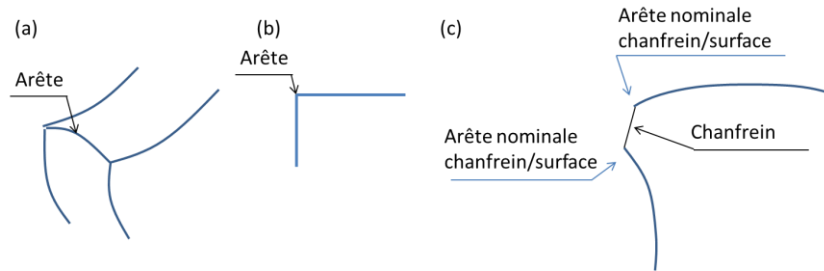 (a)
Arête
(b)
Arête
(c)
Arête nominale
chanfrein/surface
Chanfrein
Arête nominale
chanfrein/surface